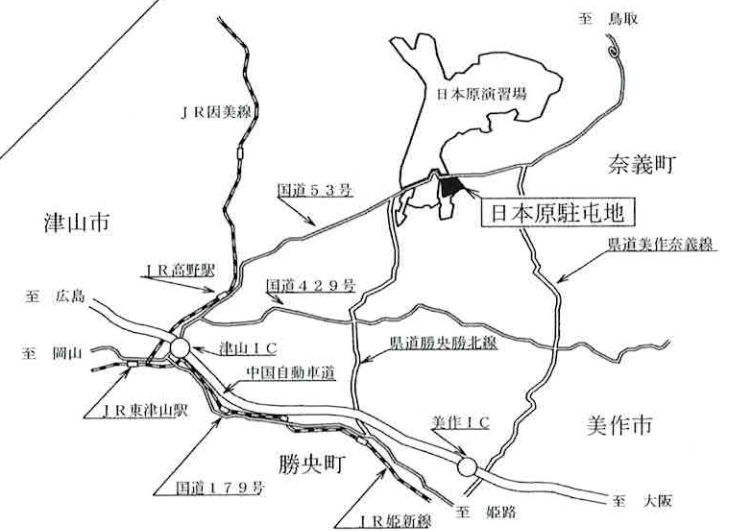 至 鳥取
日本原演習場
JR因美線
奈義町
国道53号
日本原駐屯地
津山市
県道美作奈義線
JR高野駅
国道429号
至 広島
至 岡山
津山IC
県道勝央勝北線
中国自動車道
JR東津山駅
美作IC
美作市
勝央町
国道179号
至 大阪
至 姫路
JR姫新線